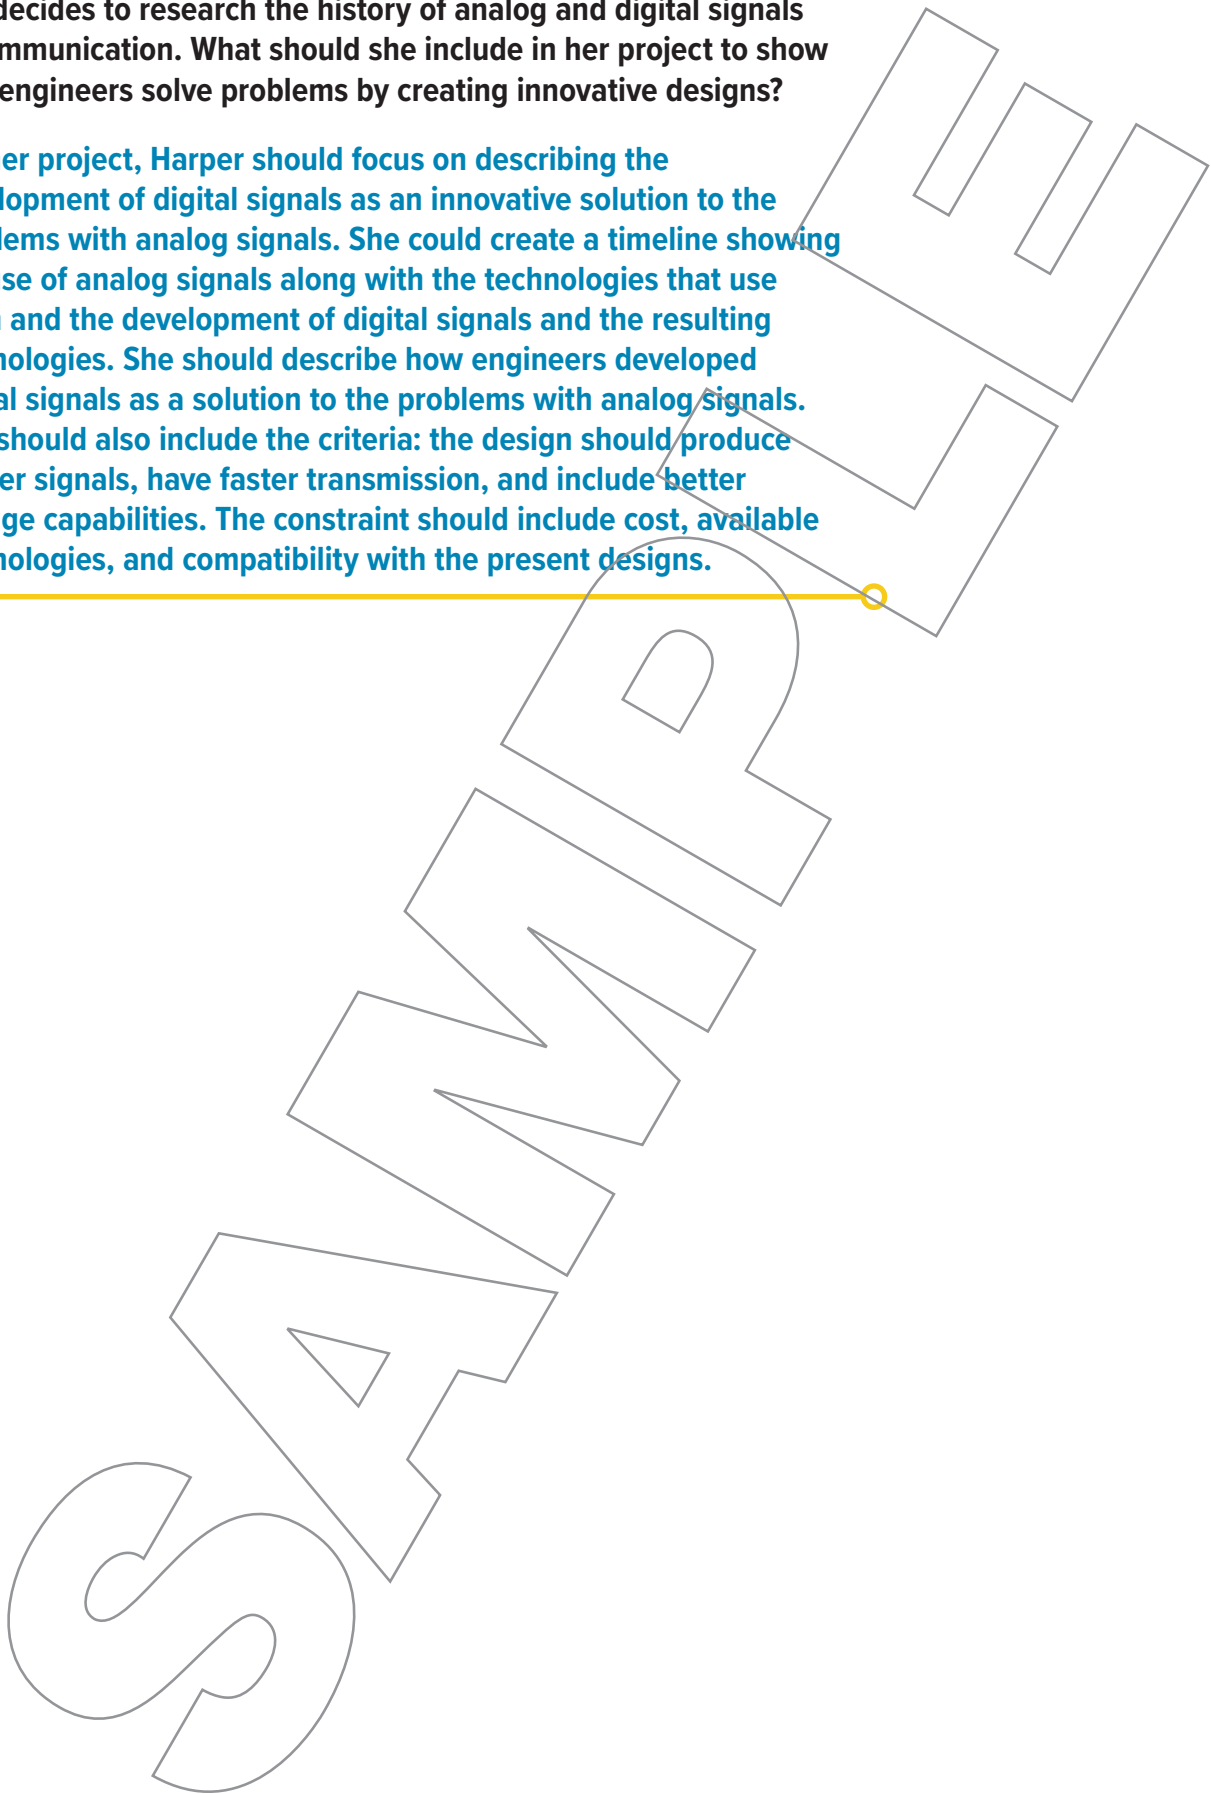 decides to research the history of analog and digital signals
mmunication. What should she include in her project to show
engineers solve problems by creating innovative designs?
er project, Harper should focus on describing the
lopment of digital signals as an innovative solution to the
lems with analog signals. She could create a timeline showing
se of analog signals along with the technologies that use
and the development of digital signals and the resulting
nologies. She should describe how engineers developed
al signals as a solution to the problems with analog signals.
should also include the criteria: the design should produce
er signals, have faster transmission, and include better
ge capabilities. The constraint should include cost, available
nologies, and compatibility with the present designs.
SAMPLE